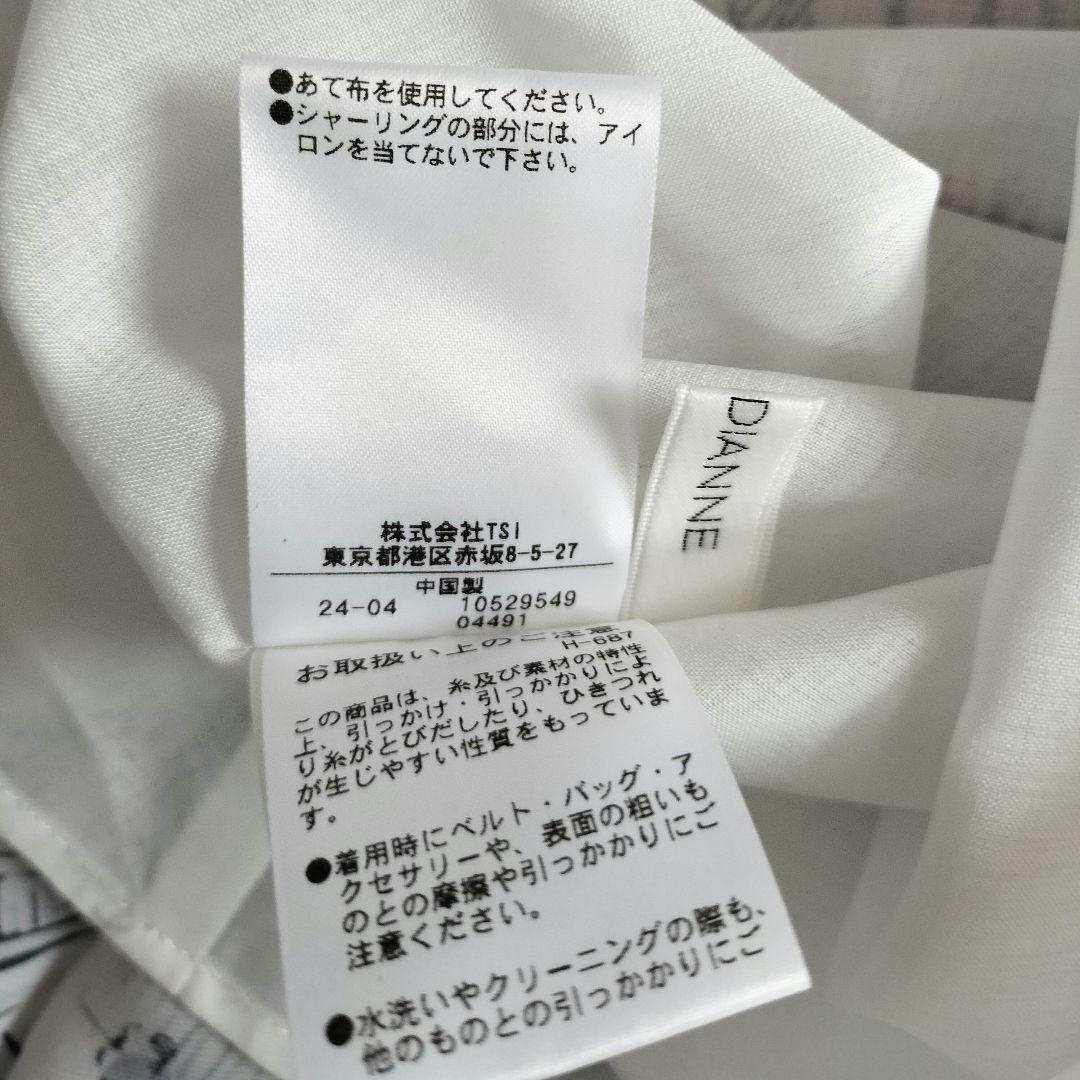 ●あて布を使用してください。
●シャーリングの部分には、アイ
ロンを当てないで下さい。
株式会社TSI
東京都港区赤坂8-5-27
中国製
24-04 10529549
04491
DIANNE
お取扱い上のご注意
H-687
この商品は、糸及び素材の特性
上、引っかけ・引っかかりによ
り糸がとびだしたり、ひきつれ
が生じやすい性質をもっていま
す。
●着用時にベルト・バッグ・ア
クセサリーや、表面の粗いも
のとの摩擦や引っかかりにご
注意ください。
●水洗いやクリーニングの際も、
他のものとの引っかかりにご